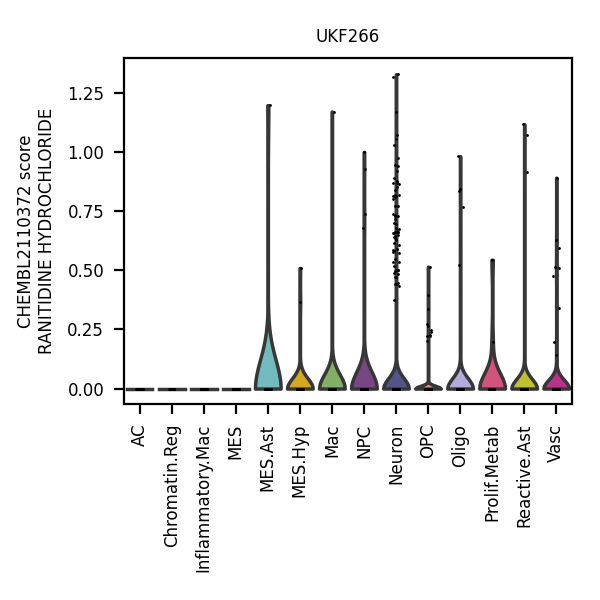 UKF266
CHEMBL2110372 score
RANITIDINE HYDROCHLORIDE
1.25
1.00
0.75
0.50
0.25
0.00
AC
Chromatin.Reg
Inflammatory.Mac
MES
MES.Ast
MES.Hyp
Mac
NPC
Neuron
OPC
Oligo
Prolif.Metab
Reactive.Ast
Vasc